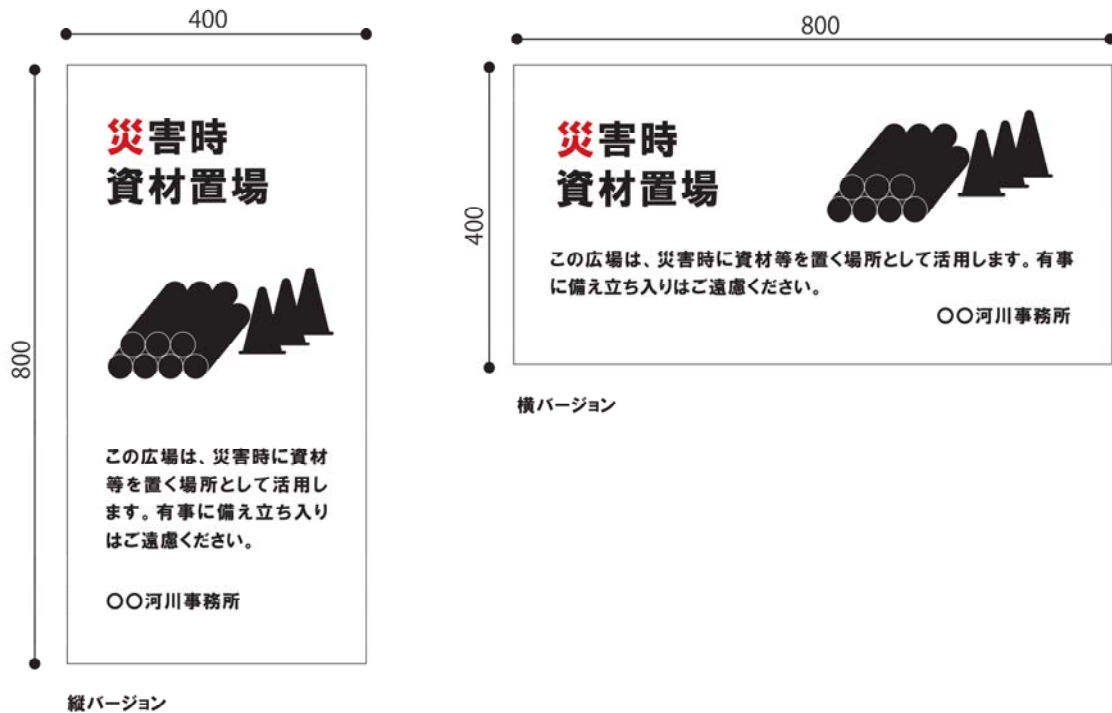 400
800
災害時
資材置場
この広場は、災害時に資材
等を置く場所として活用し
ます。有事に備え立ち入り
はご遠慮ください。
〇〇河川事務所
縦バージョン
800
400
災害時
資材置場
この広場は、災害時に資材等を置く場所として活用します。有事
に備え立ち入りはご遠慮ください。
〇〇河川事務所
横バージョン